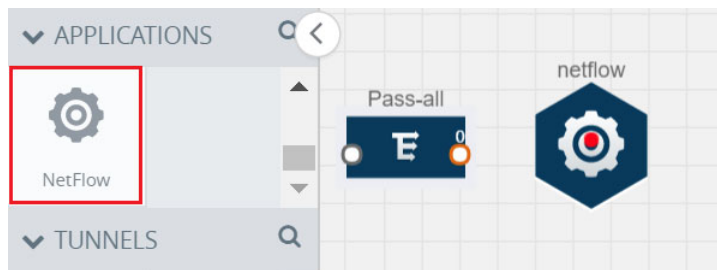 APPLICATIONS
NetFlow
TUNNELS
Pass-all
0
netflow